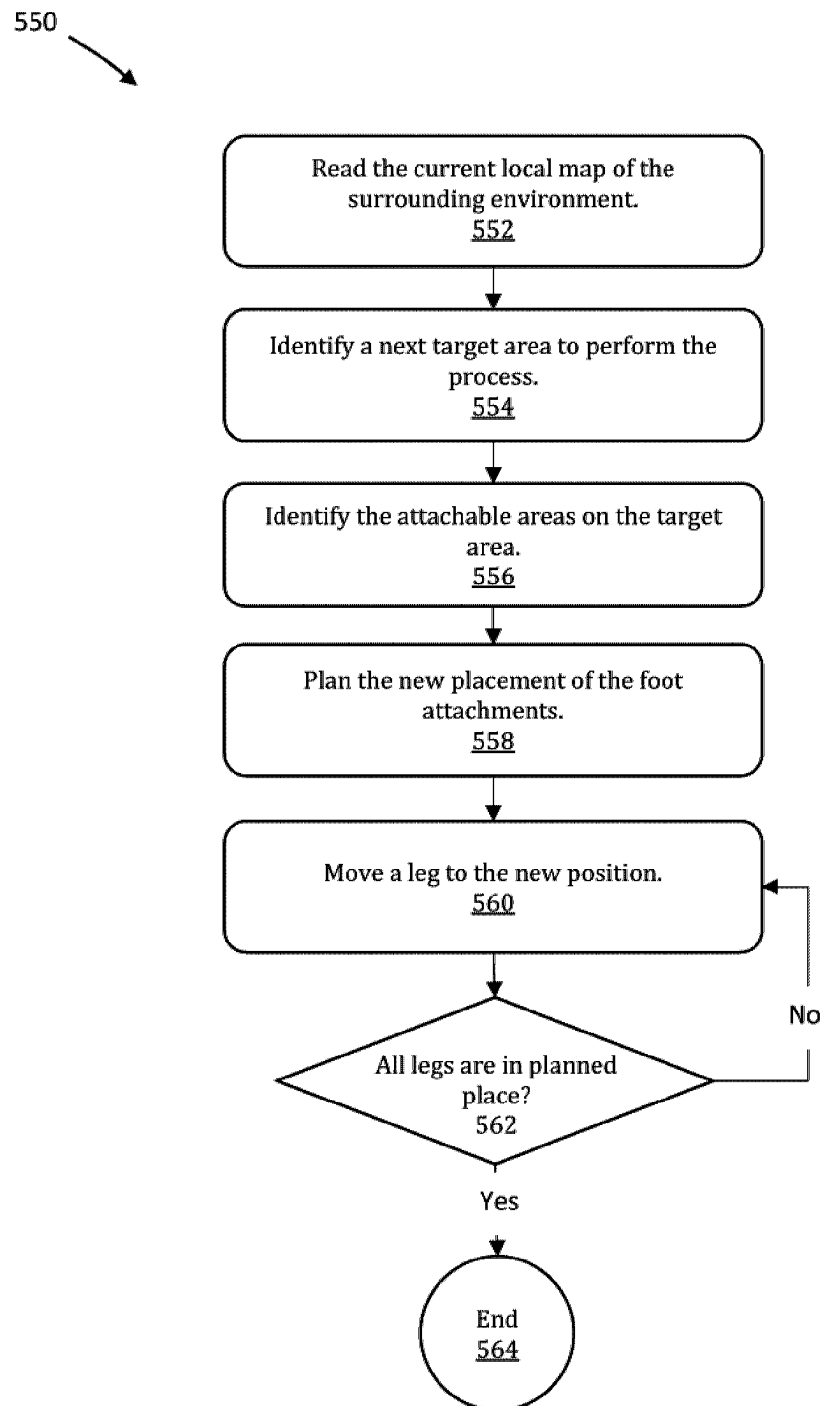 550
Read the current local map of the
surrounding environment.
552
Identify a next target area to perform the
process.
554
Identify the attachable areas on the target
area.
556
Plan the new placement of the foot
attachments.
558
Move a leg to the new position.
560
No
All legs are in planned
place?
562
Yes
End
564